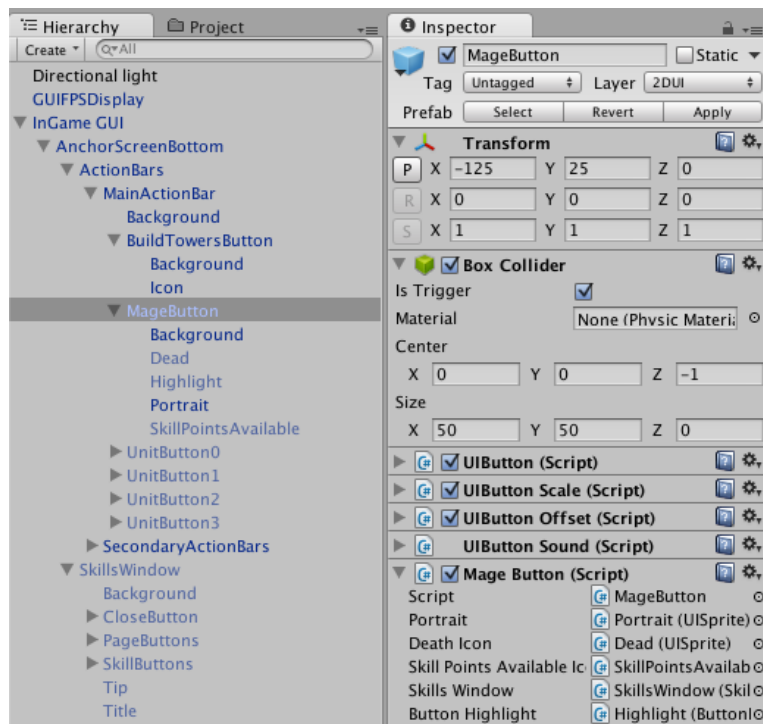 Hierarchy
Project
Create
All
Directional light
GUIFPSDisplay
InGame GUI
AnchorScreenBottom
ActionBars
MainActionBar
Background
BuildTowersButton
Background
Icon
MageButton
Background
Dead
Highlight
Portrait
SkillPointsAvailable
UnitButton0
UnitButton1
UnitButton2
UnitButton3
SecondaryActionBars
SkillsWindow
Background
CloseButton
PageButtons
SkillButtons
Tip
Title
Inspector
MageButton Static
Tag Untagged Layer 2DUI
Prefab Select Revert Apply
Transform
P X -125 Y 25 Z 0
R X 0 Y 0 Z 0
S X 1 Y 1 Z 1
Box Collider
Is Trigger
Material None (Physic Materi
Center
X 0 Y 0 Z -1
Size
X 50 Y 50 Z 0
C# UIButton (Script)
C# UIButton Scale (Script)
C# UIButton Offset (Script)
C# UIButton Sound (Script)
C# Mage Button (Script)
Script C# MageButton
Portrait C# Portrait (UISprite)
Death Icon C# Dead (UISprite)
Skill Points Available Ic C# SkillPointsAvailab
Skills Window C# SkillsWindow (Skil
Button Highlight C# Highlight (ButtonI